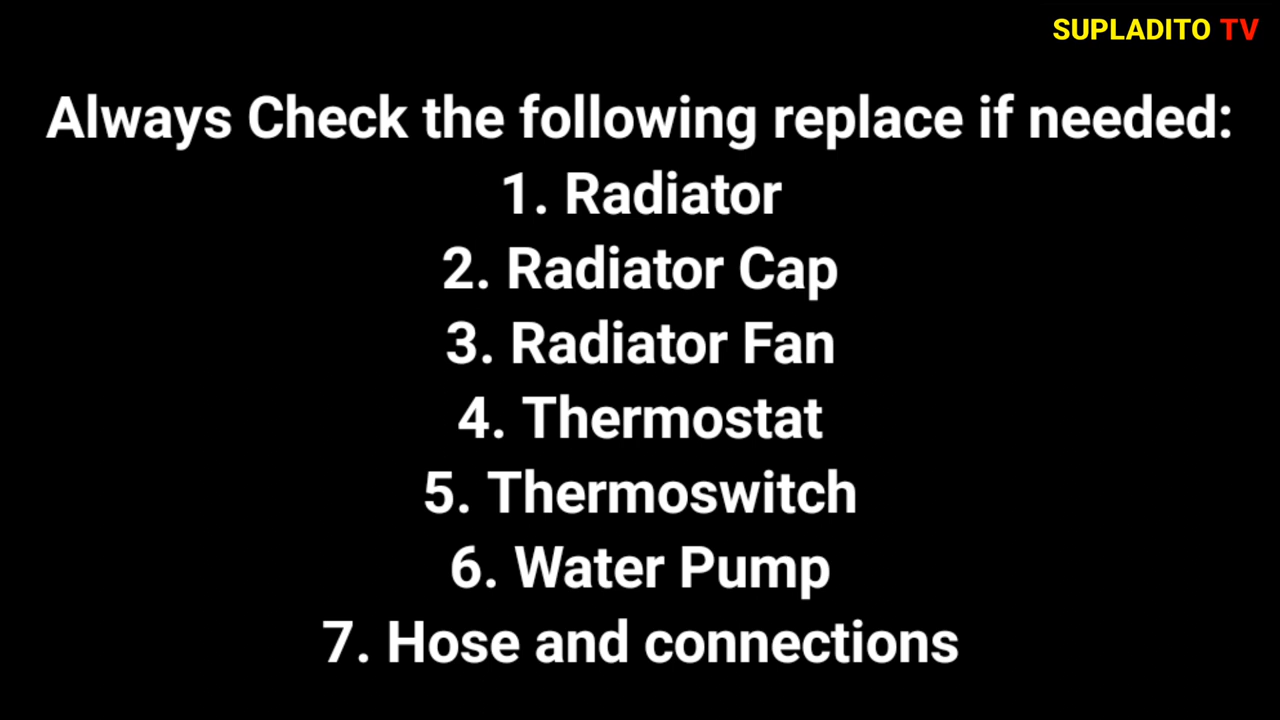 SUPLADITO TV
Always Check the following replace if needed:
1. Radiator
2. Radiator Cap
3. Radiator Fan
4. Thermostat
5. Thermoswitch
6. Water Pump
7. Hose and connections